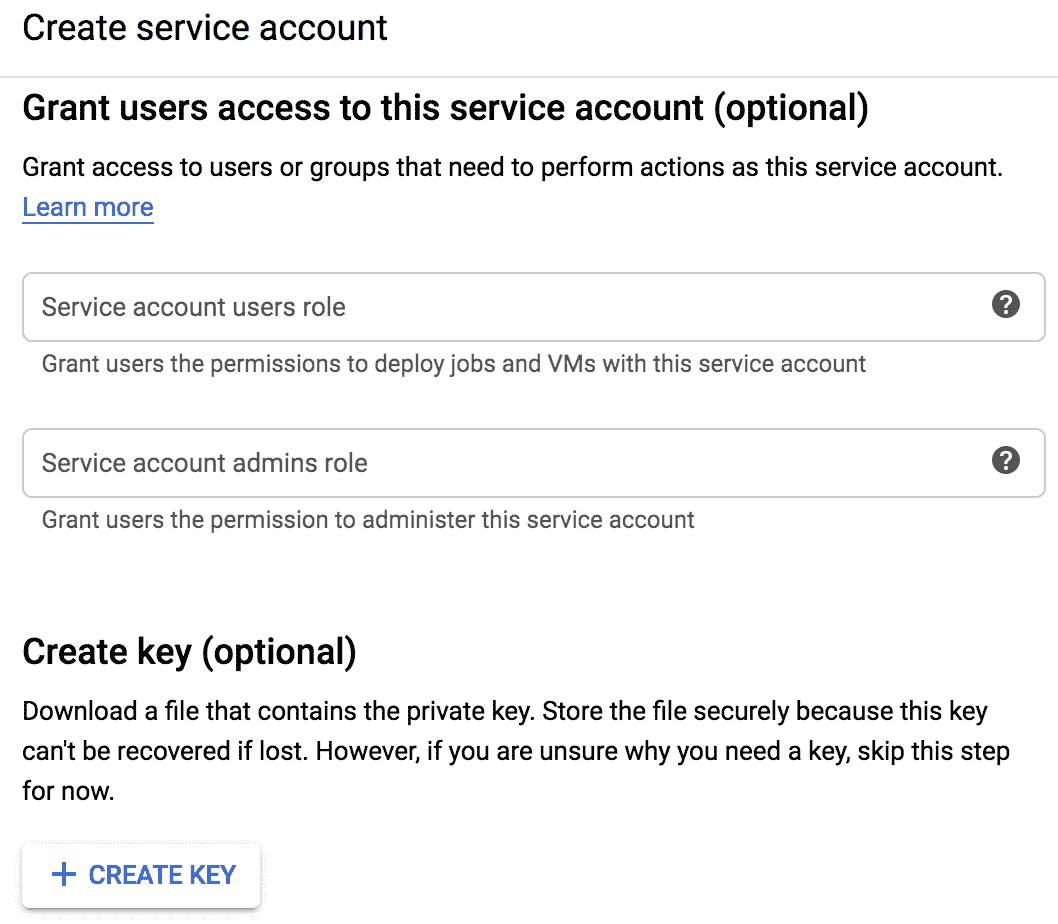 Create service account
Grant users access to this service account (optional)
Grant access to users or groups that need to perform actions as this service account.
Learn more
Service account users role
?
Grant users the permissions to deploy jobs and VMs with this service account
Service account admins role
?
Grant users the permission to administer this service account
Create key (optional)
Download a file that contains the private key. Store the file securely because this key
can't be recovered if lost. However, if you are unsure why you need a key, skip this step
for now.
+ CREATE KEY